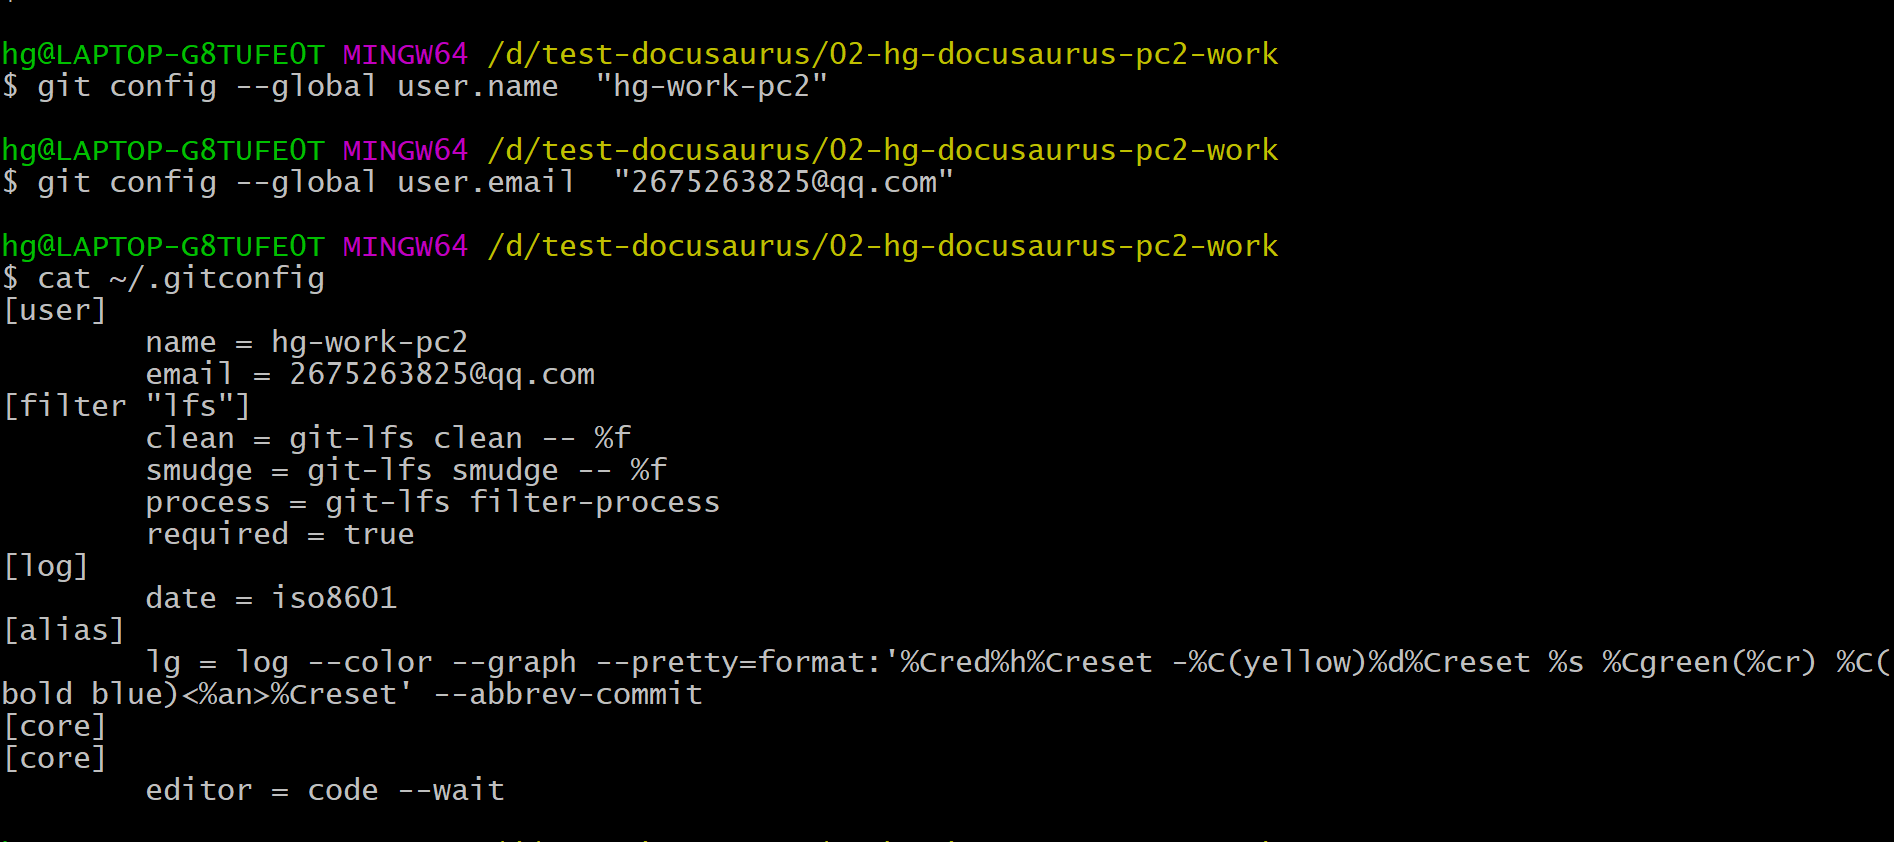 hg@LAPTOP-G8TUFE0T MINGW64 /d/test-docusaurus/02-hg-docusaurus-pc2-work
$ git config --global user.name  "hg-work-pc2"
hg@LAPTOP-G8TUFE0T MINGW64 /d/test-docusaurus/02-hg-docusaurus-pc2-work
$ git config --global user.email  "2675263825@qq.com"
hg@LAPTOP-G8TUFE0T MINGW64 /d/test-docusaurus/02-hg-docusaurus-pc2-work
$ cat ~/.gitconfig
[user]
        name = hg-work-pc2
        email = 2675263825@qq.com
[filter "lfs"]
        clean = git-lfs clean -- %f
        smudge = git-lfs smudge -- %f
        process = git-lfs filter-process
        required = true
[log]
        date = iso8601
[alias]
        lg = log --color --graph --pretty=format:'%Cred%h%Creset -%C(yellow)%d%Creset %s %Cgreen(%cr) %C(
bold blue)<%an>%Creset' --abbrev-commit
[core]
[core]
        editor = code --wait